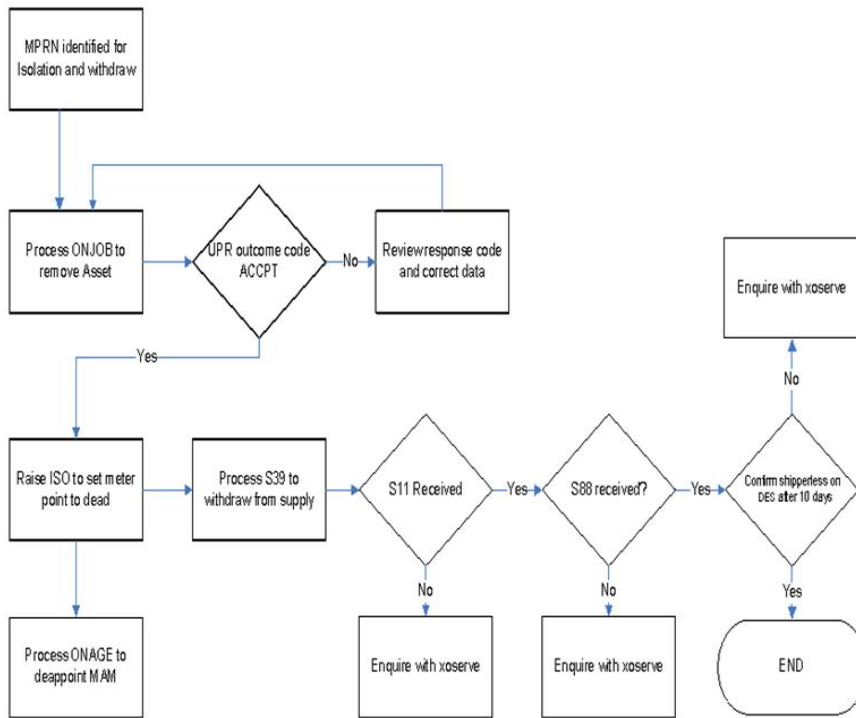 MPRN identified for
Isolation and withdraw
Process ONJOB to
remove Asset
UPR outcome code
ACCPT
No
Review response code
and correct data
Enquire with xoserve
No
Yes
Raise ISO to set meter
point to dead
Process S39 to
withdraw from supply
S11 Received
Yes
S88 received?
Yes
Confirm shipperless on
DES after 10 days
No
No
Yes
Process ONAGE to
deappoint MAM
Enquire with xoserve
Enquire with xoserve
END